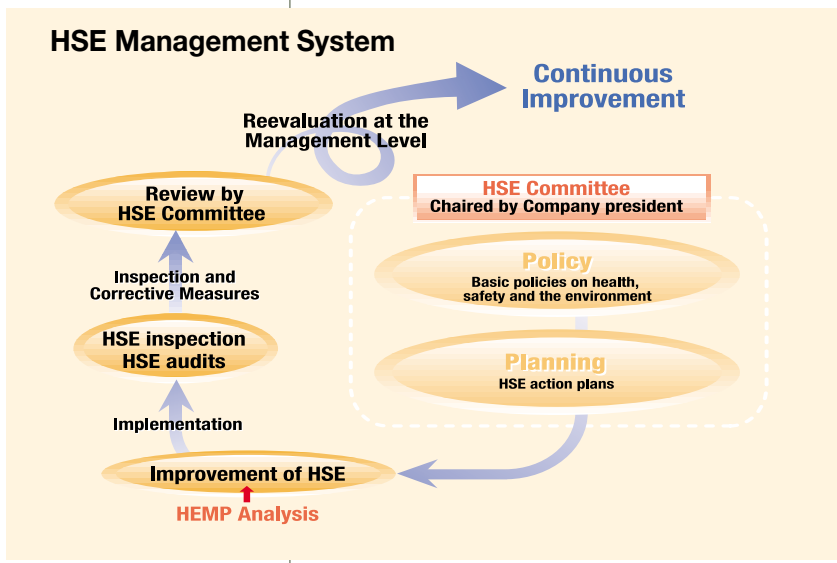 HSE Management System
Continuous
Improvement
Reevaluation at the
Management Level
Review by
HSE Committee
HSE Committee
Chaired by Company president
Policy
Basic policies on health,
safety and the environment
Inspection and
Corrective Measures
HSE inspection
HSE audits
Planning
HSE action plans
Implementation
Improvement of HSE
HEMP Analysis